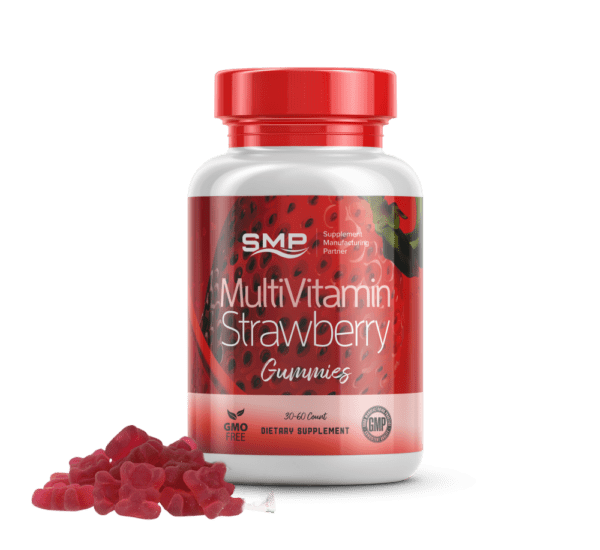 SMP
Supplement
Manufacturing
Partner
MultiVitamin
Strawberry
Gummies
30-60 Count
GMO
FREE
DIETARY SUPPLEMENT
GMP